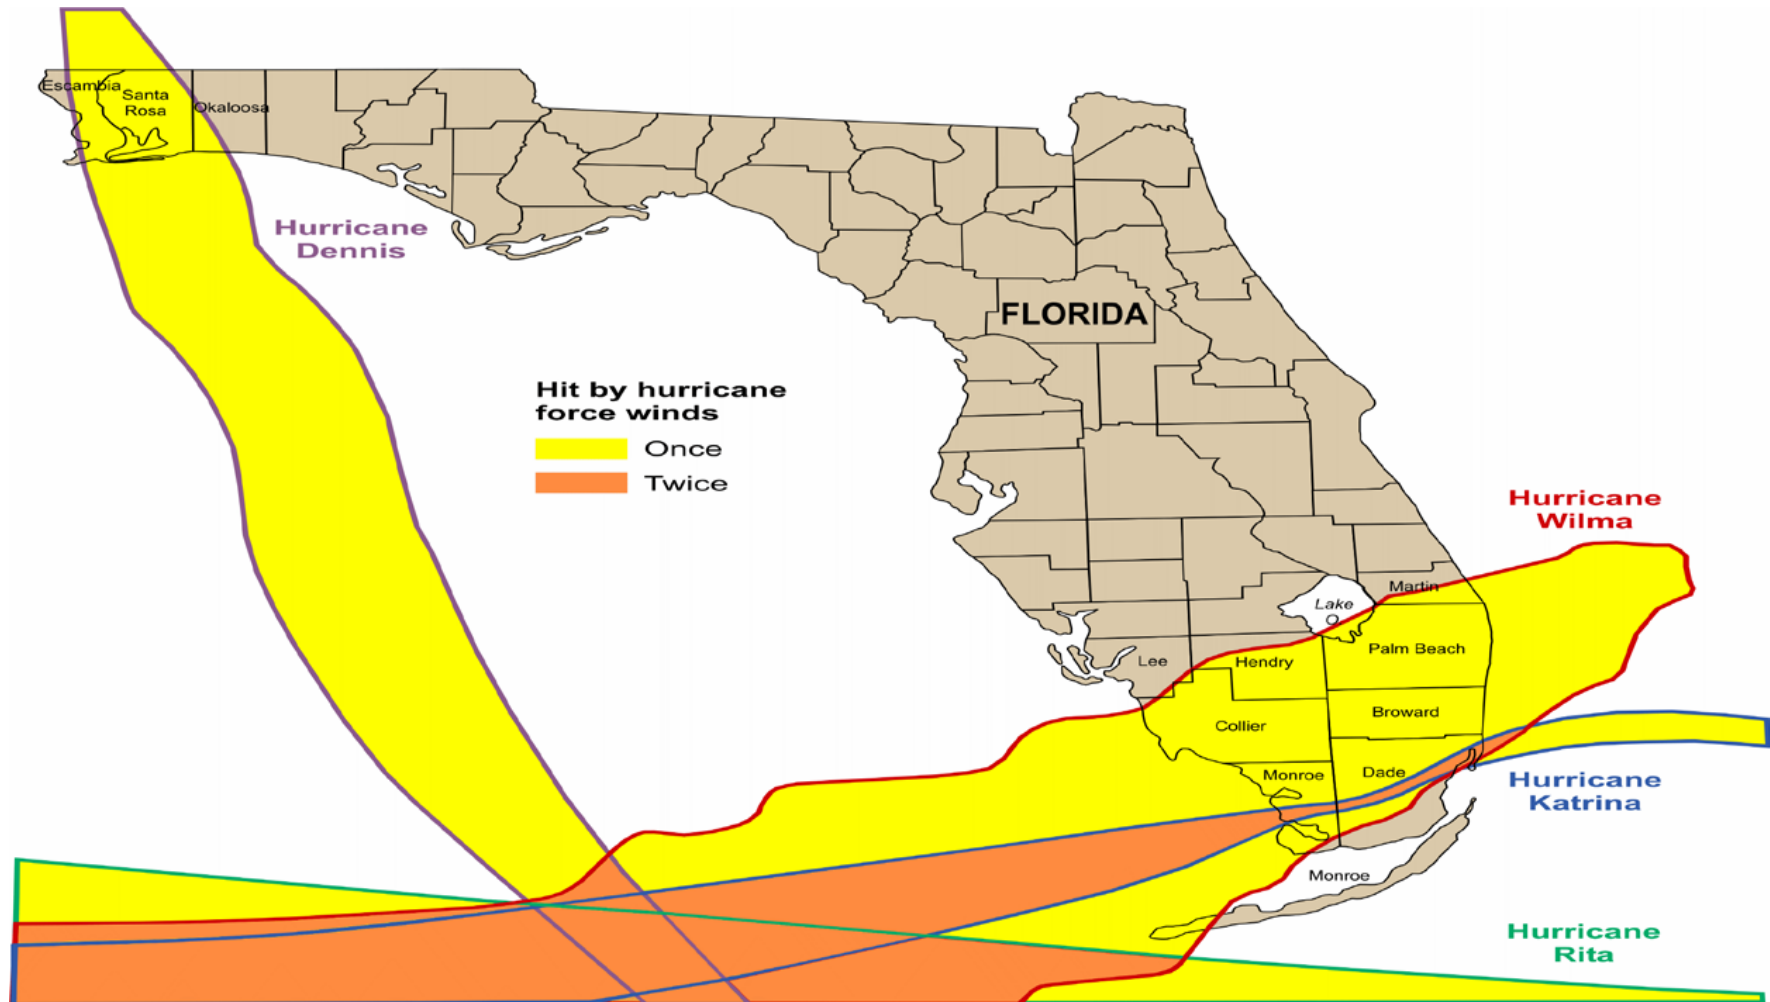 Escambia
Santa
Rosa
Okaloosa
Hurricane
Dennis
FLORIDA
Hit by hurricane
force winds
Once
Twice
Hurricane
Wilma
Martin
Lake
O.
Lee
Hendry
Palm Beach
Collier
Broward
Monroe
Dade
Hurricane
Katrina
Monroe
Hurricane
Rita